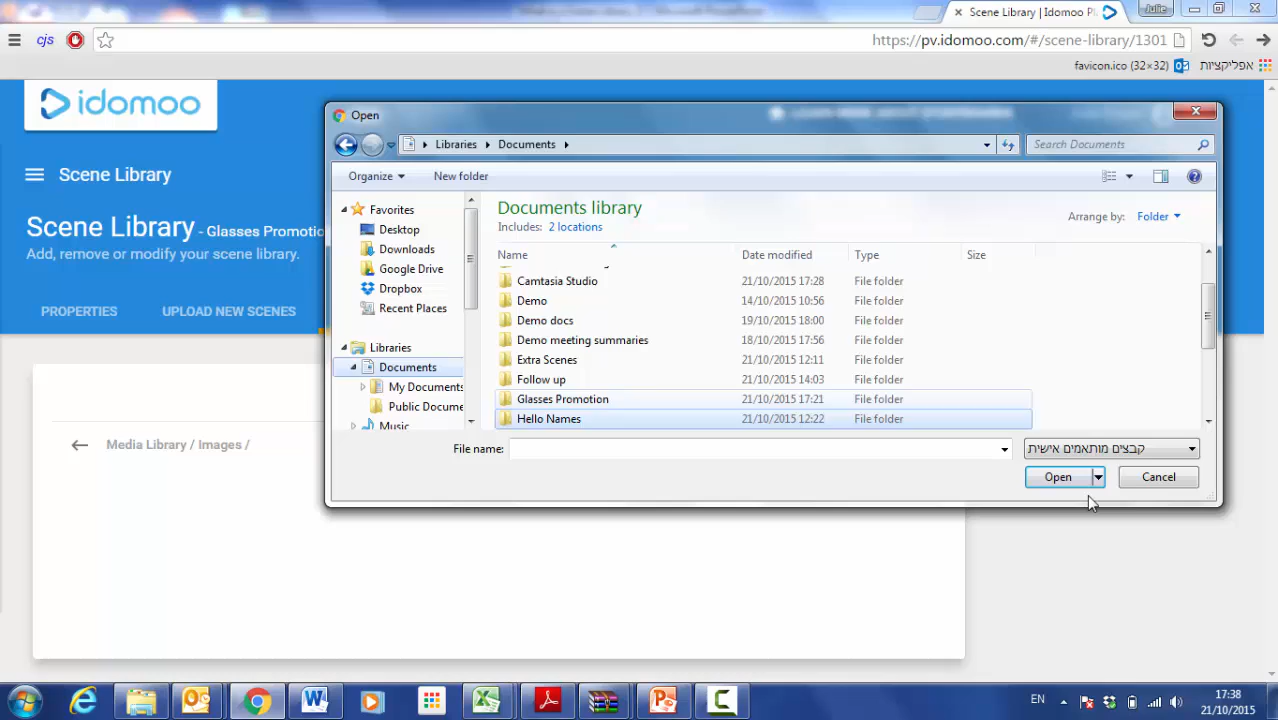 Scene Library | Idomoo Pl
Julie
cjs
https://pv.idomoo.com/#/scene-library/1301
favicon.ico (32×32)
אפליקציות
idomoo
Scene Library
Scene Library - Glasses Promotio
Add, remove or modify your scene library.
PROPERTIES
UPLOAD NEW SCENES
Media Library / Images /
Open
Libraries
Documents
Search Documents
Organize
New folder
Favorites
Desktop
Downloads
Google Drive
Dropbox
Recent Places
Libraries
Documents
My Documents
Public Docume
Music
Documents library
Includes: 2 locations
Arrange by: Folder
Name Date modified Type Size
Camtasia Studio 21/10/2015 17:28 File folder
Demo 14/10/2015 10:56 File folder
Demo docs 19/10/2015 18:00 File folder
Demo meeting summaries 18/10/2015 17:56 File folder
Extra Scenes 21/10/2015 12:11 File folder
Follow up 21/10/2015 14:03 File folder
Glasses Promotion 21/10/2015 17:21 File folder
Hello Names 21/10/2015 12:22 File folder
File name:
קבצים מותאמים אישית
Open
Cancel
EN
17:38
21/10/2015